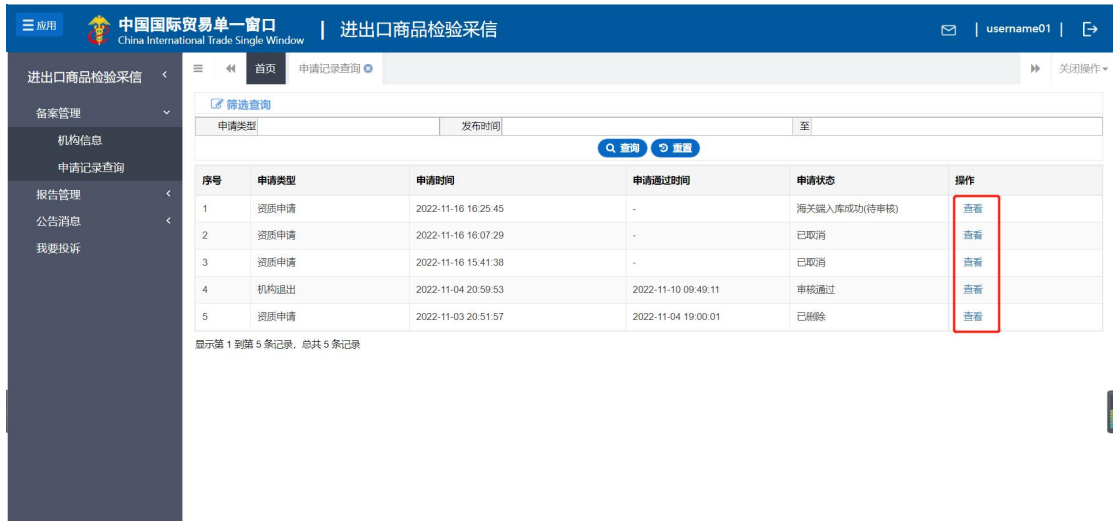 应用 中国国际贸易单一窗口 | 进出口商品检验采信 | username01 |
China International Trade Single Window
进出口商品检验采信
首页 申请记录查询 关闭操作
备案管理
机构信息
申请记录查询
报告管理
公告消息
我要投诉
筛选查询
申请类型 发布时间 至
查询 重置
序号 申请类型 申请时间 申请通过时间 申请状态 操作
1 资质申请 2022-11-16 16:25:45 - 海关端入库成功(待审核) 查看
2 资质申请 2022-11-16 16:07:29 - 已取消 查看
3 资质申请 2022-11-16 15:41:38 - 已取消 查看
4 机构退出 2022-11-04 20:59:53 2022-11-10 09:49:11 审核通过 查看
5 资质申请 2022-11-03 20:51:57 2022-11-04 19:00:01 已删除 查看
显示第 1 到第 5 条记录，总共 5 条记录